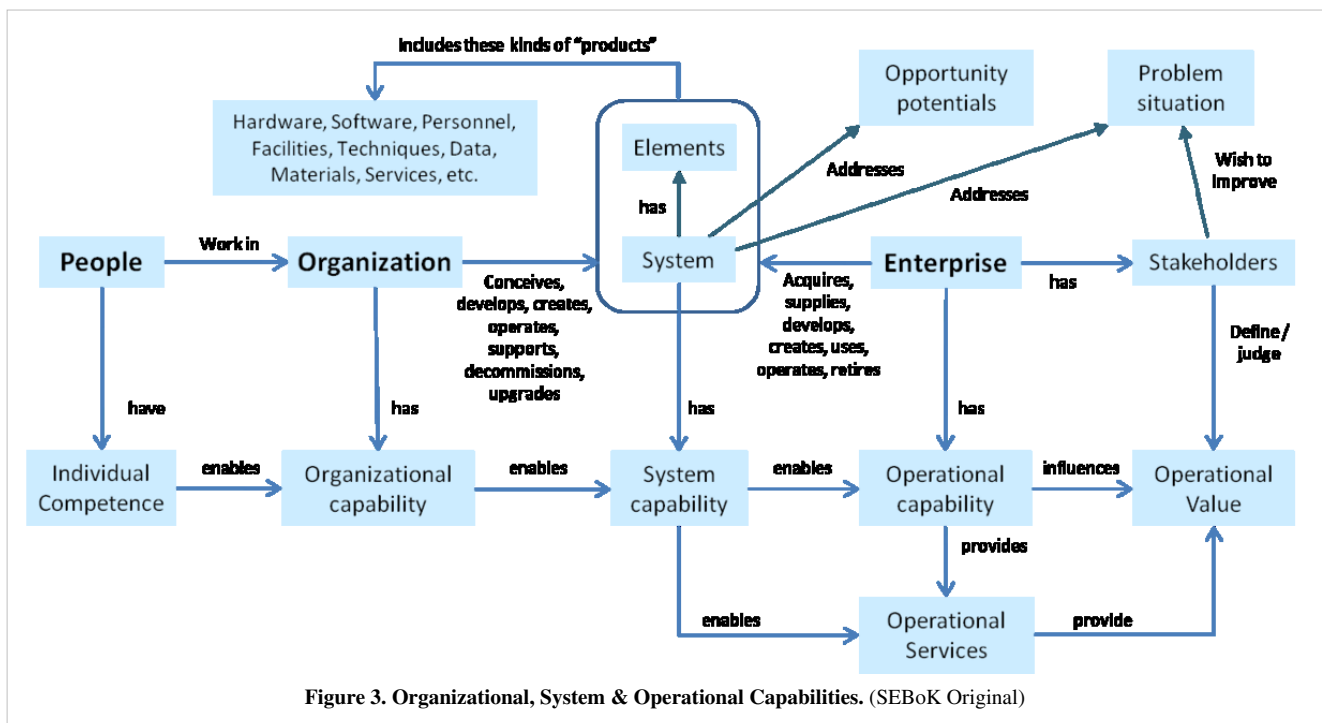 Includes these kinds of “products”
Hardware, Software, Personnel,
Facilities, Techniques, Data,
Materials, Services, etc.
Elements
Opportunity
potentials
Problem
situation
has
Addresses
Addresses
Wish to
Improve
People
Work in
Organization
Conceives,
develops, creates,
operates,
supports,
decommissions,
upgrades
System
Acquires,
supplies,
develops,
creates, uses,
operates, retires
Enterprise
has
Stakeholders
Define /
judge
have
has
has
has
Individual
Competence
enables
Organizational
capability
enables
System
capability
enables
Operational
capability
influences
Operational
Value
provides
enables
Operational
Services
provide
Figure 3. Organizational, System & Operational Capabilities. (SEBoK Original)